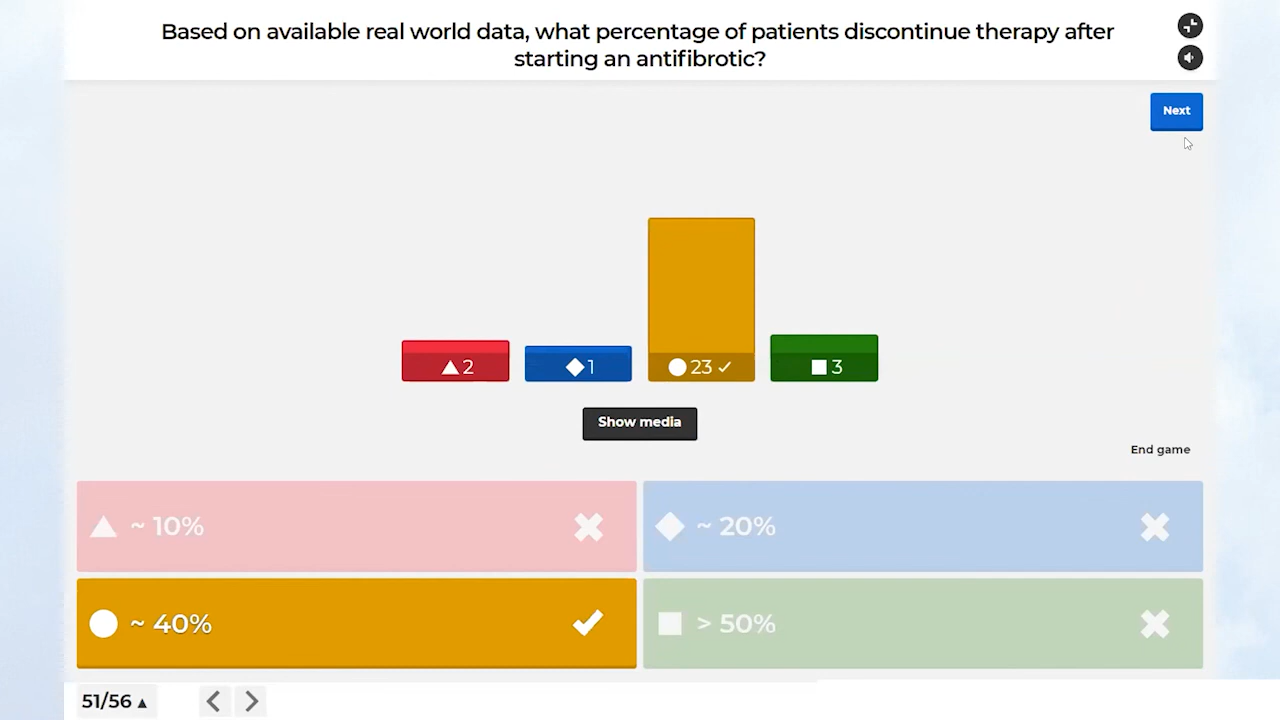 Based on available real world data, what percentage of patients discontinue therapy after
starting an antifibrotic?
Next
2
1
23
3
Show media
End game
~ 10%
~ 20%
~ 40%
> 50%
51/56